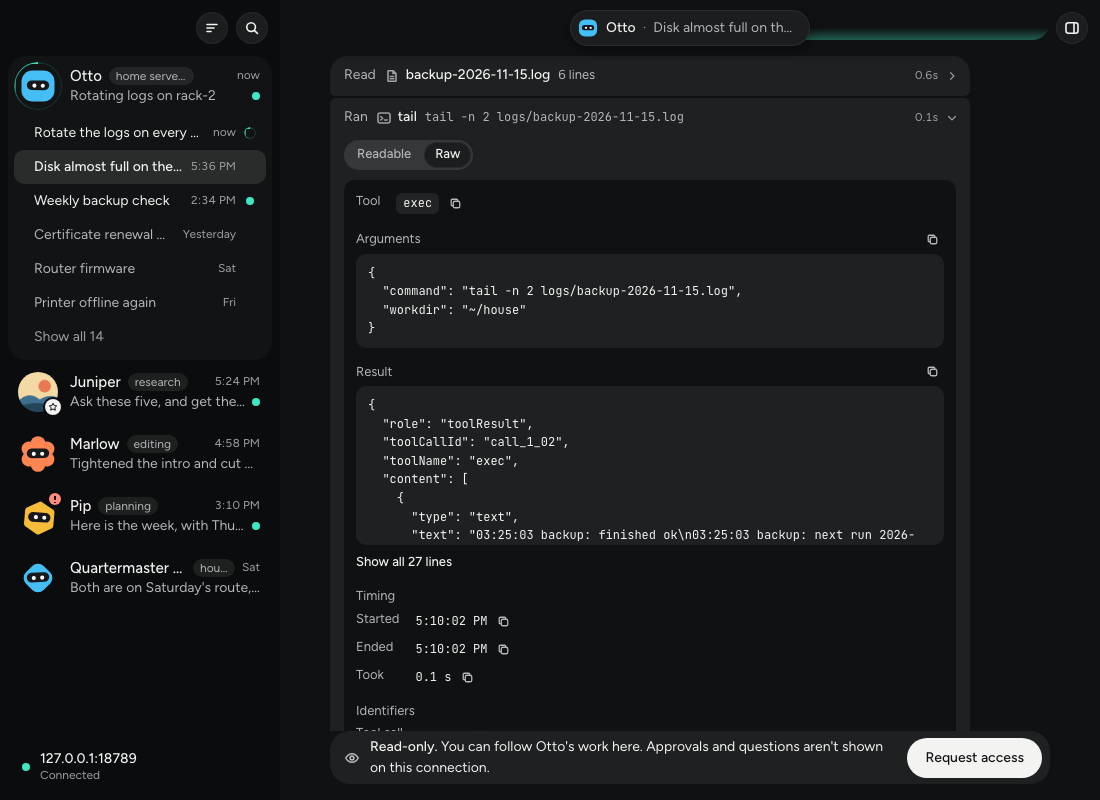 Otto · Disk almost full on th...
Otto home serve... now
Rotating logs on rack-2
Rotate the logs on every ... now
Disk almost full on the... 5:36 PM
Weekly backup check 2:34 PM
Certificate renewal ... Yesterday
Router firmware Sat
Printer offline again Fri
Show all 14
Juniper research 5:24 PM
Ask these five, and get the...
Marlow editing 4:58 PM
Tightened the intro and cut ...
Pip planning 3:10 PM
Here is the week, with Thu...
Quartermaster ... hou... Sat
Both are on Saturday's route,...
127.0.0.1:18789
Connected
Read backup-2026-11-15.log 6 lines 0.6s
Ran tail tail -n 2 logs/backup-2026-11-15.log 0.1s
Readable Raw
Tool exec
Arguments
{
"command": "tail -n 2 logs/backup-2026-11-15.log",
"workdir": "~/house"
}
Result
{
"role": "toolResult",
"toolCallId": "call_1_02",
"toolName": "exec",
"content": [
{
"type": "text",
"text": "03:25:03 backup: finished ok\n03:25:03 backup: next run 2026-
Show all 27 lines
Timing
Started 5:10:02 PM
Ended 5:10:02 PM
Took 0.1 s
Identifiers
Read-only. You can follow Otto's work here. Approvals and questions aren't shown
on this connection.
Request access